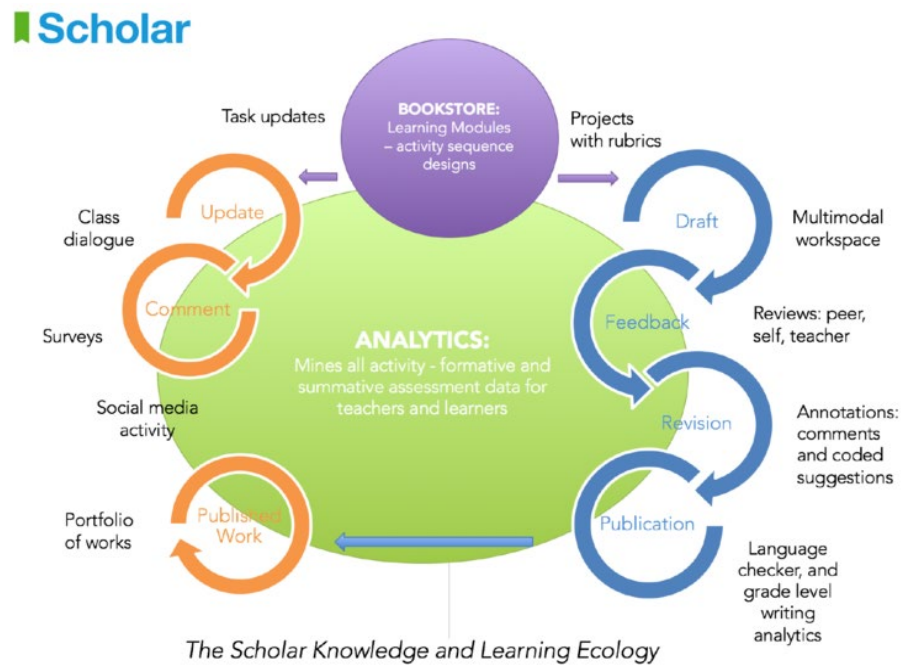 Scholar
BOOKSTORE:
Learning Modules
– activity sequence
designs
Task updates
Projects
with rubrics
Update
Class
dialogue
Comment
Surveys
Social media
activity
Draft
Multimodal
workspace
Feedback
Reviews: peer,
self, teacher
ANALYTICS:
Mines all activity - formative and
summative assessment data for
teachers and learners
Revision
Annotations:
comments
and coded
suggestions
Published
Work
Portfolio
of works
Publication
Language
checker, and
grade level
writing
analytics
The Scholar Knowledge and Learning Ecology